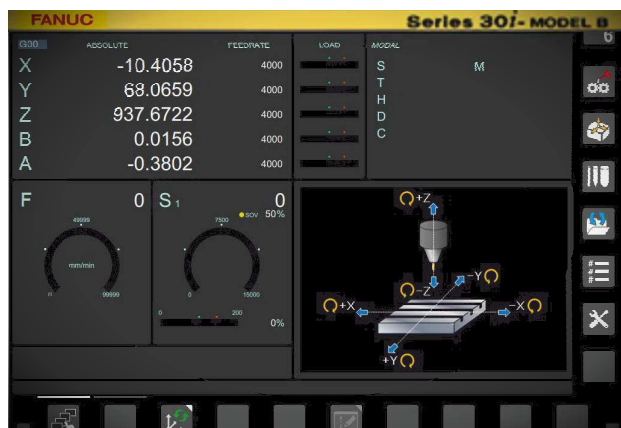 FANUC Series 30i- MODEL B
G00 ABSOLUTE FEEDRATE LOAD MODAL
X -10.4058 4000 S M
Y 68.0659 4000 T
Z 937.6722 4000 H
B 0.0156 4000 D
A -0.3802 4000 C
F 0 S1 0
SOV 50%
49999 7500
mm/min
0 99999 0 15000
0 200
0%
+Z
-Y
-Z
+X -X
+Y